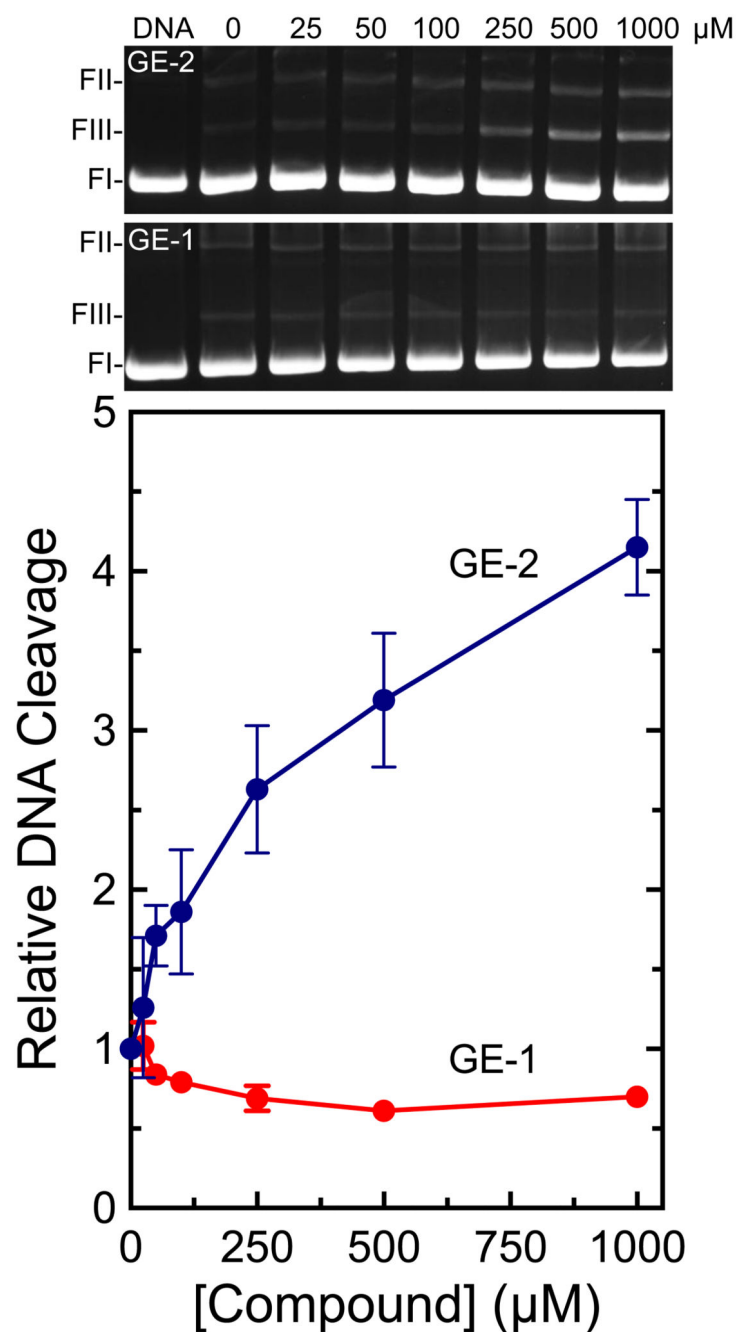 DNA 0 25 50 100 250 500 1000 µM
GE-2
FII-
FIII-
FI-
GE-1
FII-
FIII-
FI-
5
4
3
2
1
0
Relative DNA Cleavage
GE-2
GE-1
0 250 500 750 1000
[Compound] (µM)